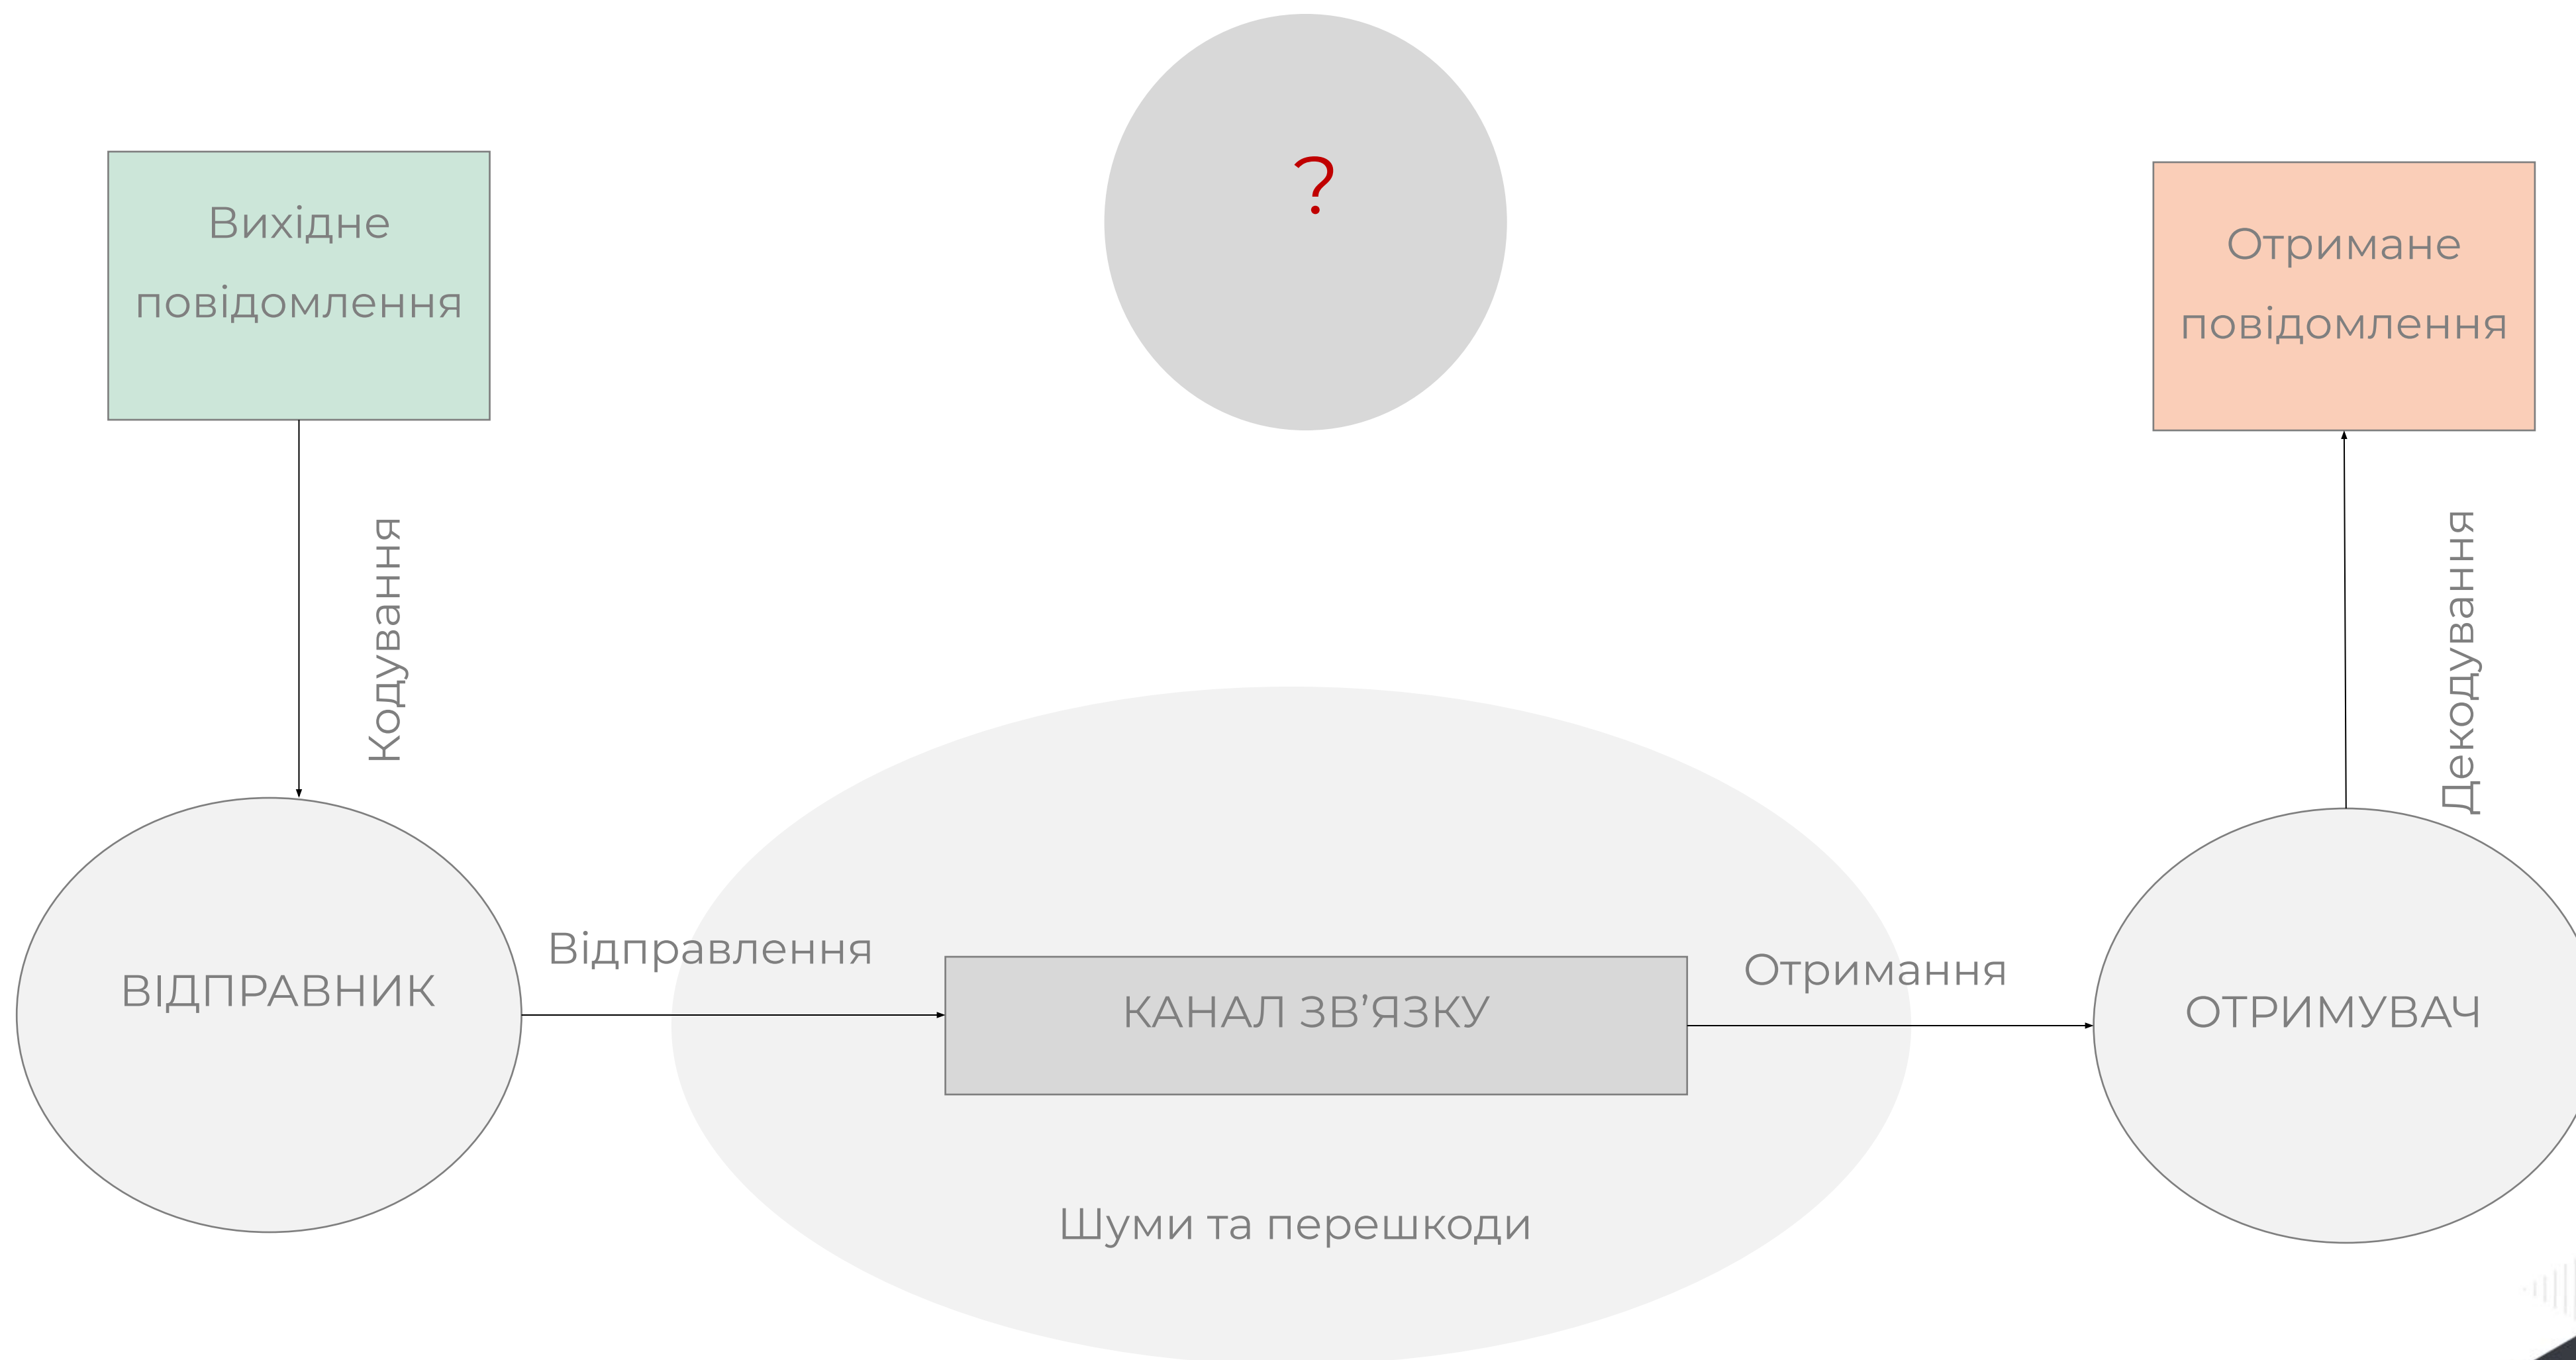 ?
Вихідне
повідомлення
Отримане
повідомлення
Кодування
Декодування
Відправлення
Отримання
ВІДПРАВНИК
КАНАЛ ЗВ’ЯЗКУ
ОТРИМУВАЧ
Шуми та перешкоди